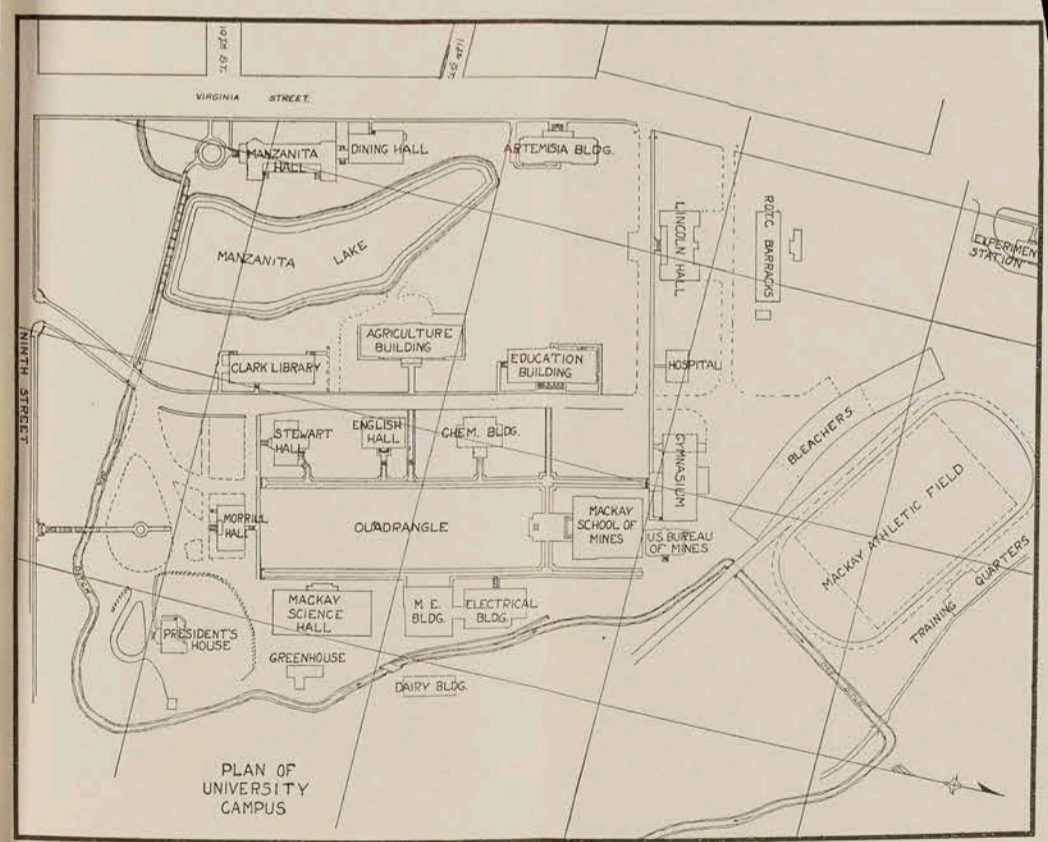 10TH ST.
11TH ST.
VIRGINIA STREET.
MANZANITA
HALL
DINING HALL
ARTEMISIA BLDG.
LINCOLN HALL
R.O.T.C. BARRACKS
EXPERIMEN
STATION
MANZANITA LAKE
NINTH STREET
AGRICULTURE
BUILDING
CLARK LIBRARY
EDUCATION
BUILDING
HOSPITAL
BLEACHERS
STEWART
HALL
ENGLISH
HALL
CHEM. BLDG.
GYMNASIUM
MORRILL
HALL
QUADRANGLE
MACKAY
SCHOOL OF
MINES
U.S. BUREAU
OF MINES
MACKAY ATHLETIC FIELD
TRAINING QUARTERS
DITCH
PRESIDENT'S
HOUSE
MACKAY
SCIENCE
HALL
M.E.
BLDG.
ELECTRICAL
BLDG.
GREENHOUSE
DAIRY BLDG.
PLAN OF
UNIVERSITY
CAMPUS